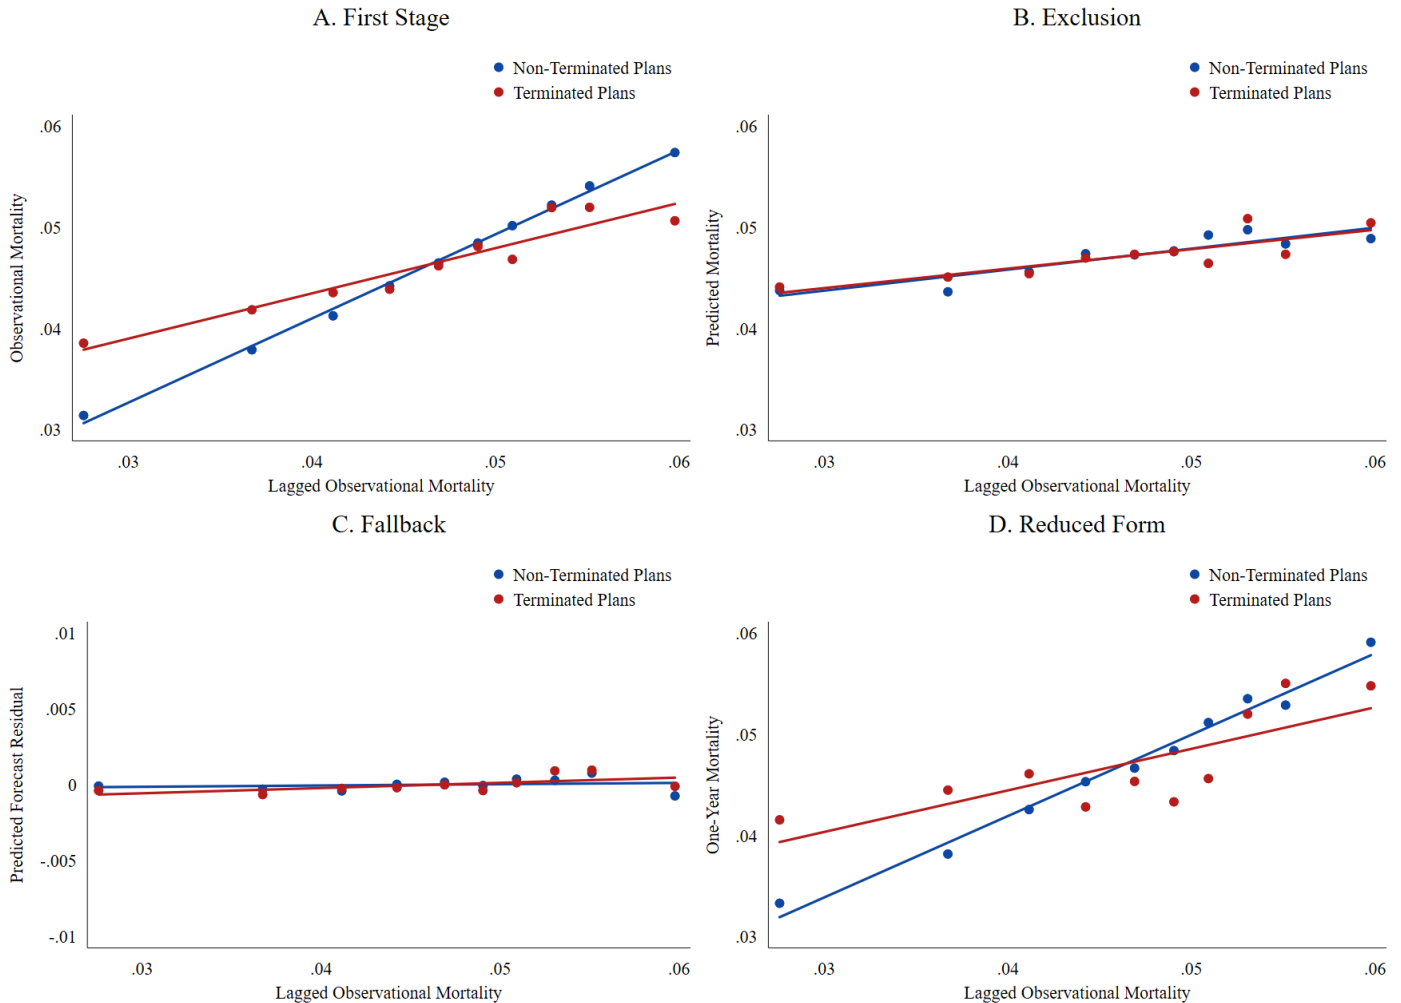 A. First Stage
Non-Terminated Plans
Terminated Plans
Observational Mortality
.06
.05
.04
.03
.03 .04 .05 .06
Lagged Observational Mortality
B. Exclusion
Non-Terminated Plans
Terminated Plans
Predicted Mortality
.06
.05
.04
.03
.03 .04 .05 .06
Lagged Observational Mortality
C. Fallback
Non-Terminated Plans
Terminated Plans
Predicted Forecast Residual
.01
.005
0
-.005
-.01
.03 .04 .05 .06
Lagged Observational Mortality
D. Reduced Form
Non-Terminated Plans
Terminated Plans
One-Year Mortality
.06
.05
.04
.03
.03 .04 .05 .06
Lagged Observational Mortality